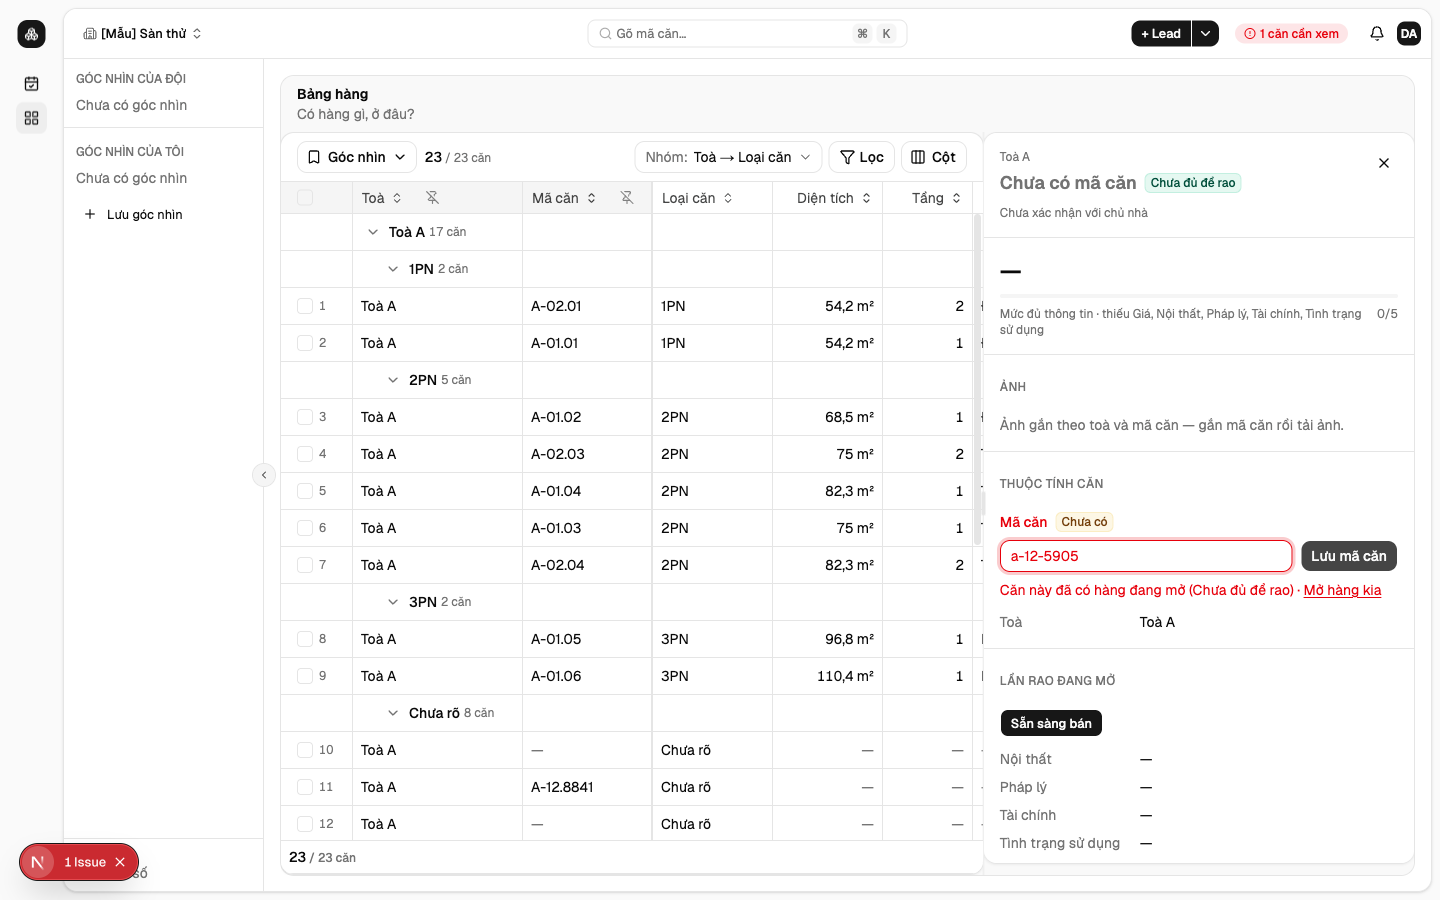 [Mẫu] Sàn thử
Gõ mã căn...
⌘ K
+ Lead
1 căn cần xem
DA
GÓC NHÌN CỦA ĐỘI
Chưa có góc nhìn
GÓC NHÌN CỦA TÔI
Chưa có góc nhìn
+ Lưu góc nhìn
Bảng hàng
Có hàng gì, ở đâu?
Góc nhìn
23 / 23 căn
Nhóm: Toà → Loại căn
Lọc
Cột
Toà Mã căn Loại căn Diện tích Tầng
Toà A 17 căn
1PN 2 căn
1 Toà A A-02.01 1PN 54,2 m² 2
2 Toà A A-01.01 1PN 54,2 m² 1
2PN 5 căn
3 Toà A A-01.02 2PN 68,5 m² 1
4 Toà A A-02.03 2PN 75 m² 2
5 Toà A A-01.04 2PN 82,3 m² 1
6 Toà A A-01.03 2PN 75 m² 1
7 Toà A A-02.04 2PN 82,3 m² 2
3PN 2 căn
8 Toà A A-01.05 3PN 96,8 m² 1
9 Toà A A-01.06 3PN 110,4 m² 1
Chưa rõ 8 căn
10 Toà A — Chưa rõ — —
11 Toà A A-12.8841 Chưa rõ — —
12 Toà A — Chưa rõ — —
23 / 23 căn
Toà A
Chưa có mã căn Chưa đủ để rao
Chưa xác nhận với chủ nhà
—
Mức đủ thông tin · thiếu Giá, Nội thất, Pháp lý, Tài chính, Tình trạng sử dụng 0/5
ẢNH
Ảnh gắn theo toà và mã căn — gắn mã căn rồi tải ảnh.
THUỘC TÍNH CĂN
Mã căn Chưa có
a-12-5905
Lưu mã căn
Căn này đã có hàng đang mở (Chưa đủ để rao) · Mở hàng kia
Toà Toà A
LẦN RAO ĐANG MỞ
Sẵn sàng bán
Nội thất —
Pháp lý —
Tài chính —
Tình trạng sử dụng —
N 1 Issue
số